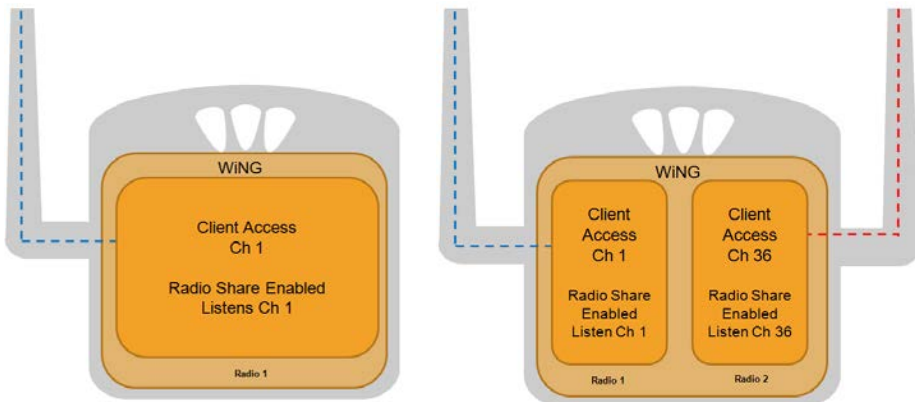 WiNG
Client Access
Ch 1
Radio Share Enabled
Listens Ch 1
Radio 1
WiNG
Client
Access
Ch 1
Radio Share
Enabled
Listen Ch 1
Radio 1
Client
Access
Ch 36
Radio Share
Enabled
Listen Ch 36
Radio 2